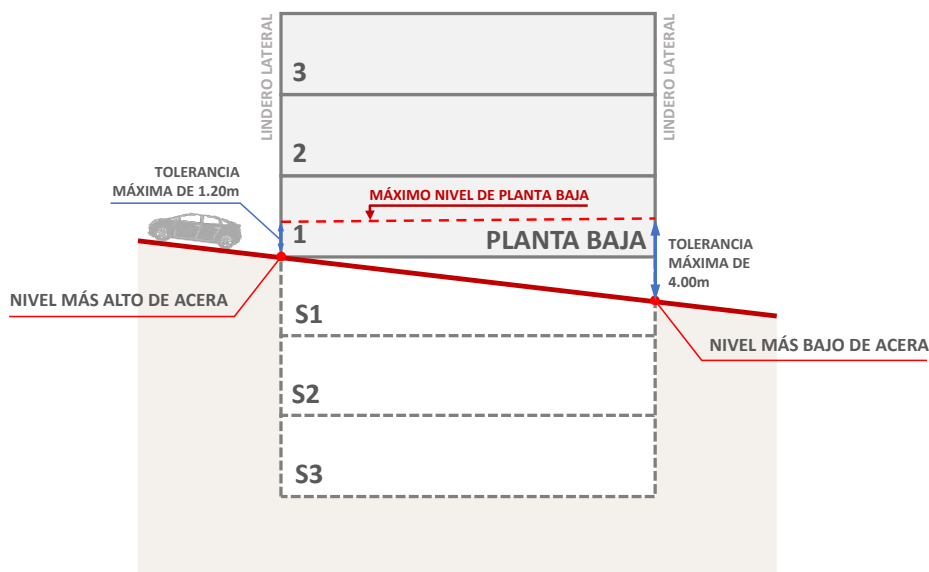 LINDERO LATERAL
LINDERO LATERAL
3
2
TOLERANCIA
MÁXIMA DE 1.20m
MÁXIMO NIVEL DE PLANTA BAJA
1
PLANTA BAJA
TOLERANCIA
MÁXIMA DE
4.00m
NIVEL MÁS ALTO DE ACERA
S1
NIVEL MÁS BAJO DE ACERA
S2
S3